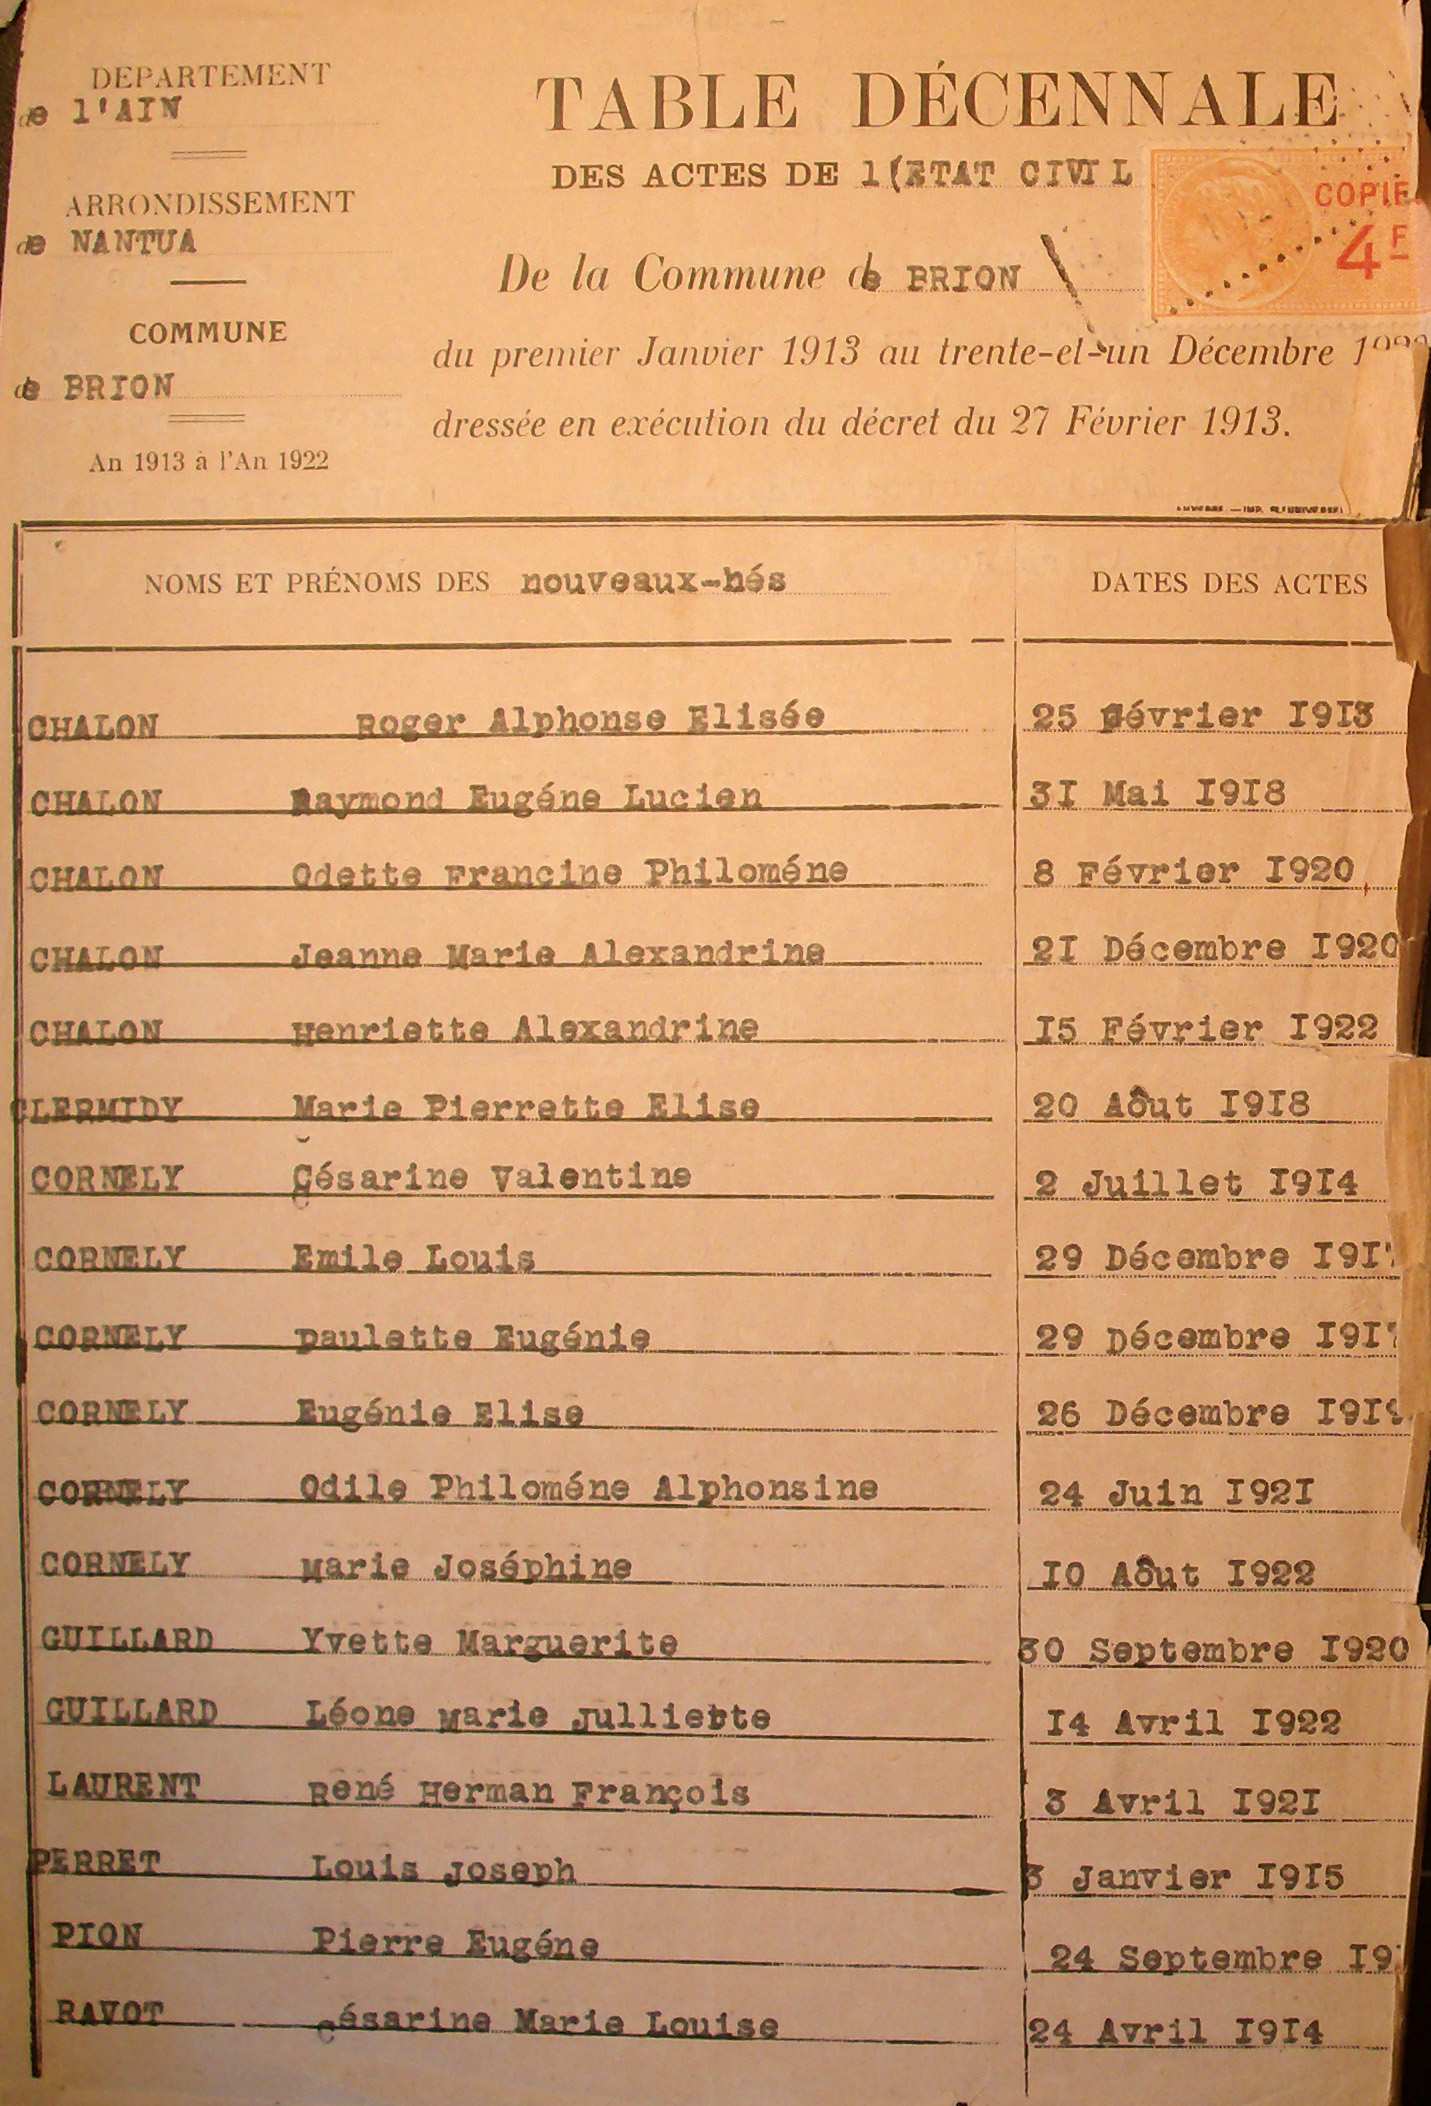 DEPARTEMENT
de l'AIN
ARRONDISSEMENT
de NANTUA
COMMUNE
de BRION
An 1913 à l'An 1922
TABLE DÉCENNALE
DES ACTES DE l(ETAT CIVIL
COPIE
4F
De la Commune de BRION
du premier Janvier 1913 au trente-et-un Décembre
dressée en exécution du décret du 27 Février 1913.
NOMS ET PRÉNOMS DES nouveaux-hés DATES DES ACTES
CHALON Roger Alphonse Elisée 25 Février 1913
CHALON Raymond Eugéne Lucien 31 Mai 1918
CHALON Odette Francine Philoméne 8 Février 1920
CHALON Jeanne Marie Alexandrine 21 Décembre 1920
CHALON Henriette Alexandrine 15 Février 1922
CLERMIDY Marie Pierrette Elise 20 Aôut 1918
CORNELY Césarine Valentine 2 Juillet 1914
CORNELY Emile Louis 29 Décembre 1917
CORNELY Paulette Eugénie 29 Décembre 1917
CORNELY Eugénie Elise 26 Décembre 1919
CORNELY Odile Philoméne Alphonsine 24 Juin 1921
CORNELY Marie Joséphine 10 Aôut 1922
GUILLARD Yvette Marguerite 30 Septembre 1920
GUILLARD Léone Marie Julliette 14 Avril 1922
LAURENT René Herman François 3 Avril 1921
PERRET Louis Joseph 3 Janvier 1915
PION Pierre Eugéne 24 Septembre 19
RAVOT Césarine Marie Louise 24 Avril 1914